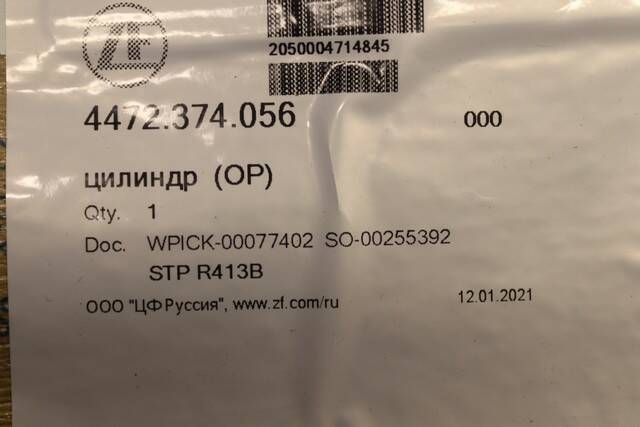 ZF
2050004714845
4472.374.056 000
цилиндр (OP)
Qty. 1
Doc. WPICK-00077402 SO-00255392
STP R413B
ООО "ЦФ Руссия", www.zf.com/ru 12.01.2021